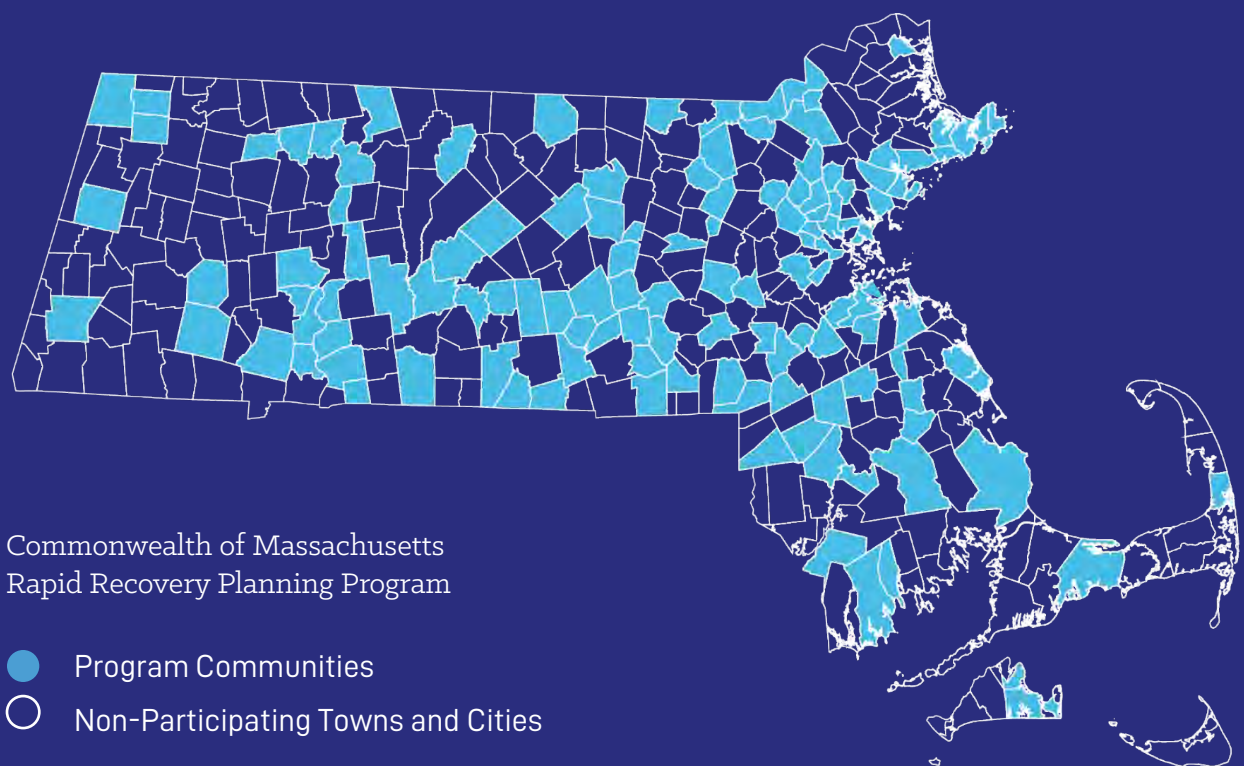 Commonwealth of Massachusetts
Rapid Recovery Planning Program
Program Communities
Non-Participating Towns and Cities